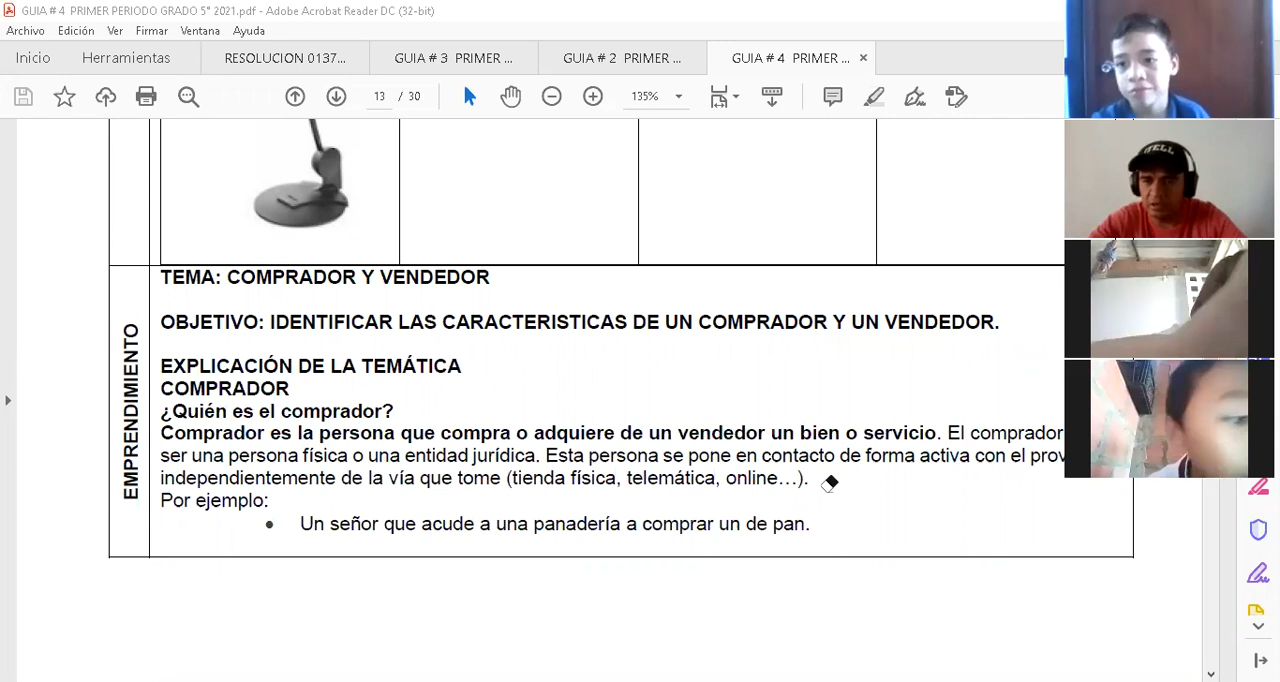 GUIA # 4 PRIMER PERIODO GRADO 5° 2021.pdf - Adobe Acrobat Reader DC (32-bit)
Archivo Edición Ver Firmar Ventana Ayuda
Inicio Herramientas RESOLUCION 0137... GUIA # 3 PRIMER ... GUIA # 2 PRIMER ... GUIA # 4 PRIMER ... ×
13 / 30 135%
HELL
TEMA: COMPRADOR Y VENDEDOR
OBJETIVO: IDENTIFICAR LAS CARACTERISTICAS DE UN COMPRADOR Y UN VENDEDOR.
EMPRENDIMIENTO
EXPLICACIÓN DE LA TEMÁTICA
COMPRADOR
¿Quién es el comprador?
Comprador es la persona que compra o adquiere de un vendedor un bien o servicio. El comprador
ser una persona física o una entidad jurídica. Esta persona se pone en contacto de forma activa con el prov
independientemente de la vía que tome (tienda física, telemática, online…).
Por ejemplo:
• Un señor que acude a una panadería a comprar un de pan.